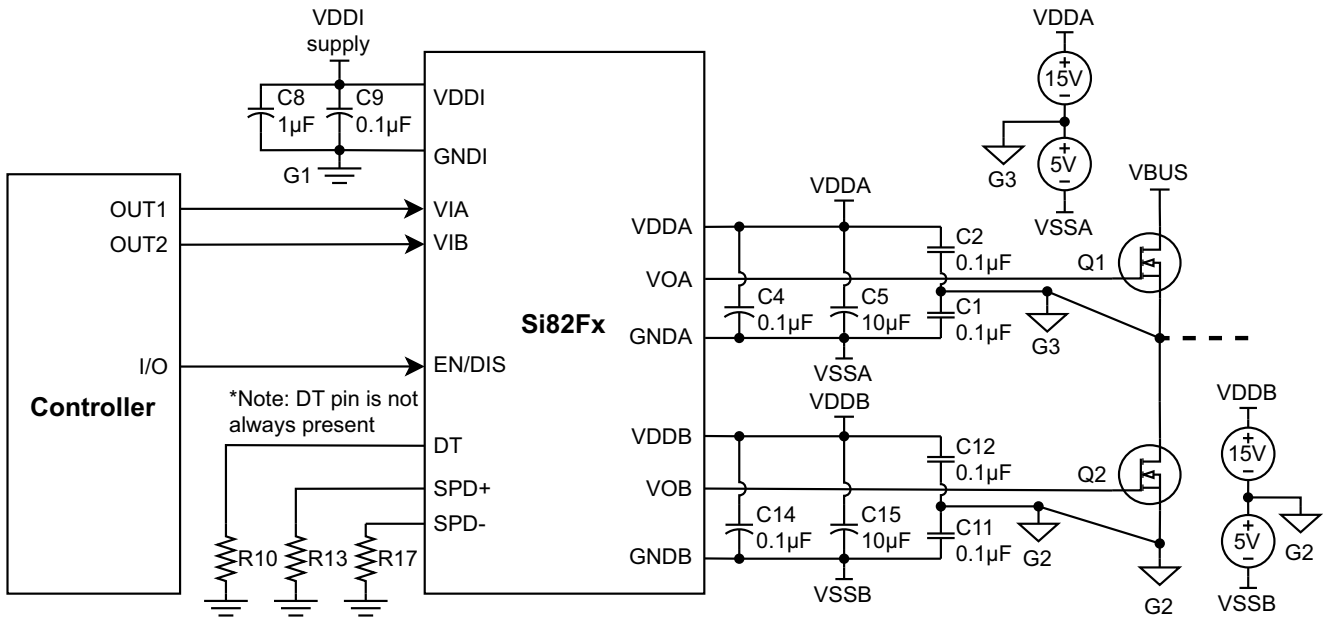 VDDI
supply
C8
1µF
C9
0.1µF
G1
VDDI
GNDI
OUT1
OUT2
I/O
Controller
VIA
VIB
EN/DIS
*Note: DT pin is not
always present
DT
SPD+
SPD-
R10
R13
R17
Si82Fx
VDDA
VOA
GNDA
VDDB
VOB
GNDB
VDDA
C4
0.1µF
C5
10µF
C2
0.1µF
C1
0.1µF
VSSA
G3
VDDB
C14
0.1µF
C15
10µF
C12
0.1µF
C11
0.1µF
VSSB
G2
VDDA
+
15V
–
G3
+
5V
–
VSSA
VBUS
Q1
Q2
G2
VDDB
+
15V
–
G2
+
5V
–
VSSB